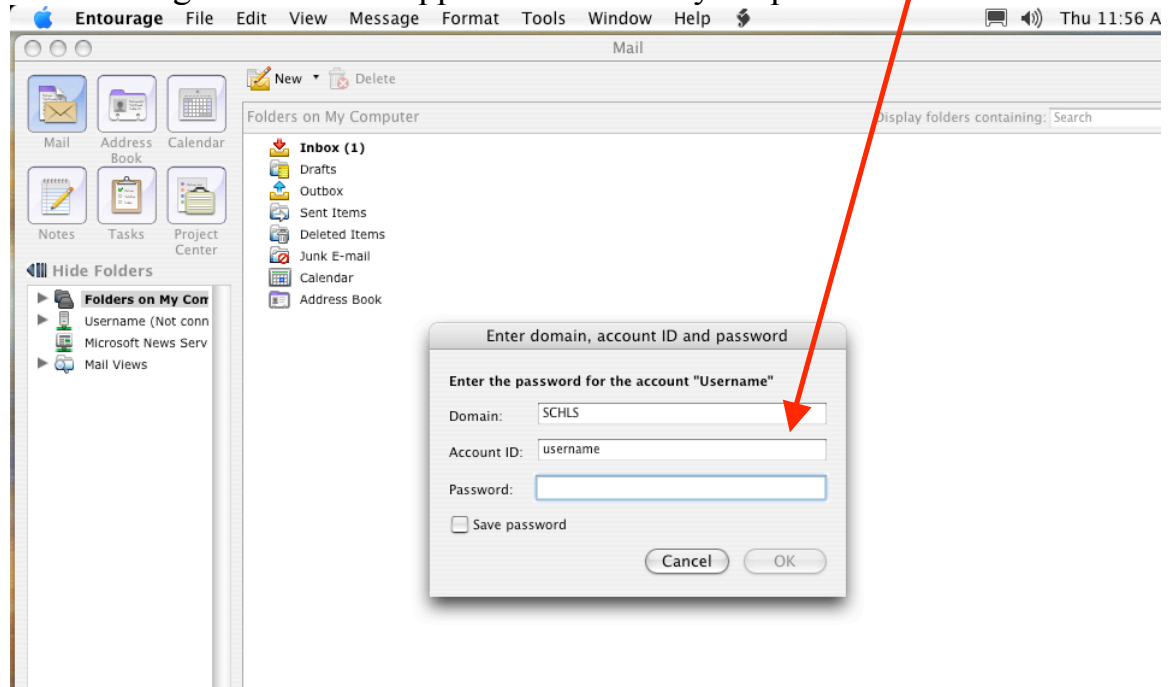 Entourage File Edit View Message Format Tools Window Help Thu 11:56 A
Mail
New Delete
Folders on My Computer Display folders containing: Search
Mail Address Book Calendar
Notes Tasks Project Center
Hide Folders
Folders on My Com
Username (Not conn
Microsoft News Serv
Mail Views
Inbox (1)
Drafts
Outbox
Sent Items
Deleted Items
Junk E-mail
Calendar
Address Book
Enter domain, account ID and password
Enter the password for the account "Username"
Domain: SCHLS
Account ID: username
Password:
Save password
Cancel OK